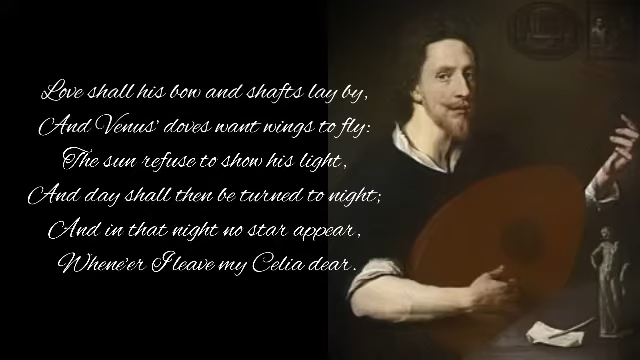 Love shall his bow and shafts lay by,
And Venus' doves want wings to fly:
The sun refuse to show his light,
And day shall then be turned to night;
And in that night no star appear,
Whene'er I leave my Celia dear.